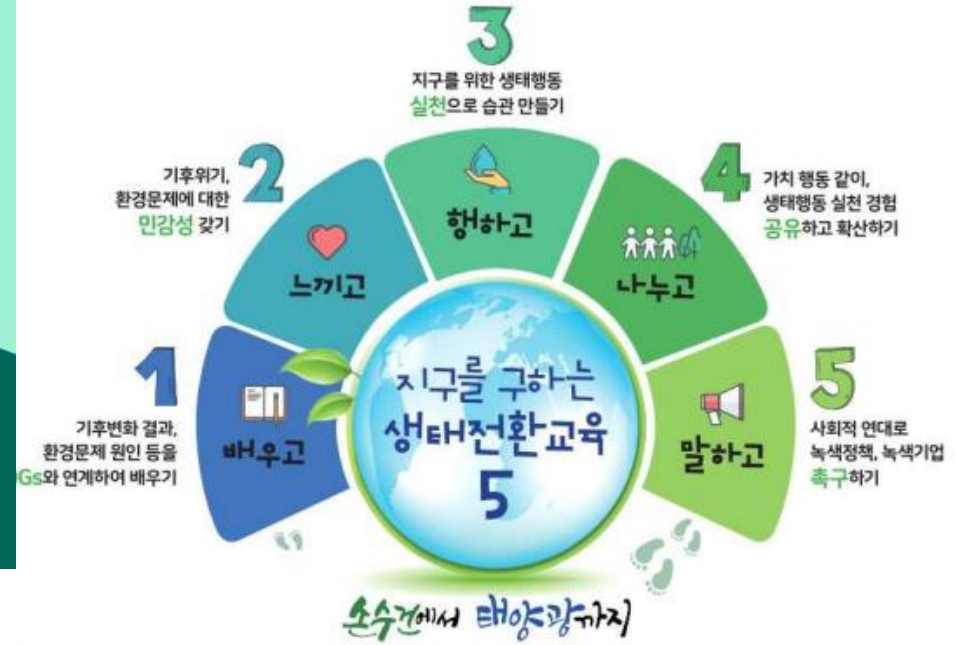 3
지구를 위한 생태행동
실천으로 습관 만들기
2
기후위기,
환경문제에 대한
민감성 갖기
4
가치 행동 같이,
생태행동 실천 경험
공유하고 확산하기
행하고
느끼고
나누고
1
기후변화 결과,
환경문제 원인 등을
Gs와 연계하여 배우기
5
사회적 연대로
녹색정책, 녹색기업
촉구하기
배우고
말하고
지구를 구하는
생태전환교육
5
손수건에서 태양광까지